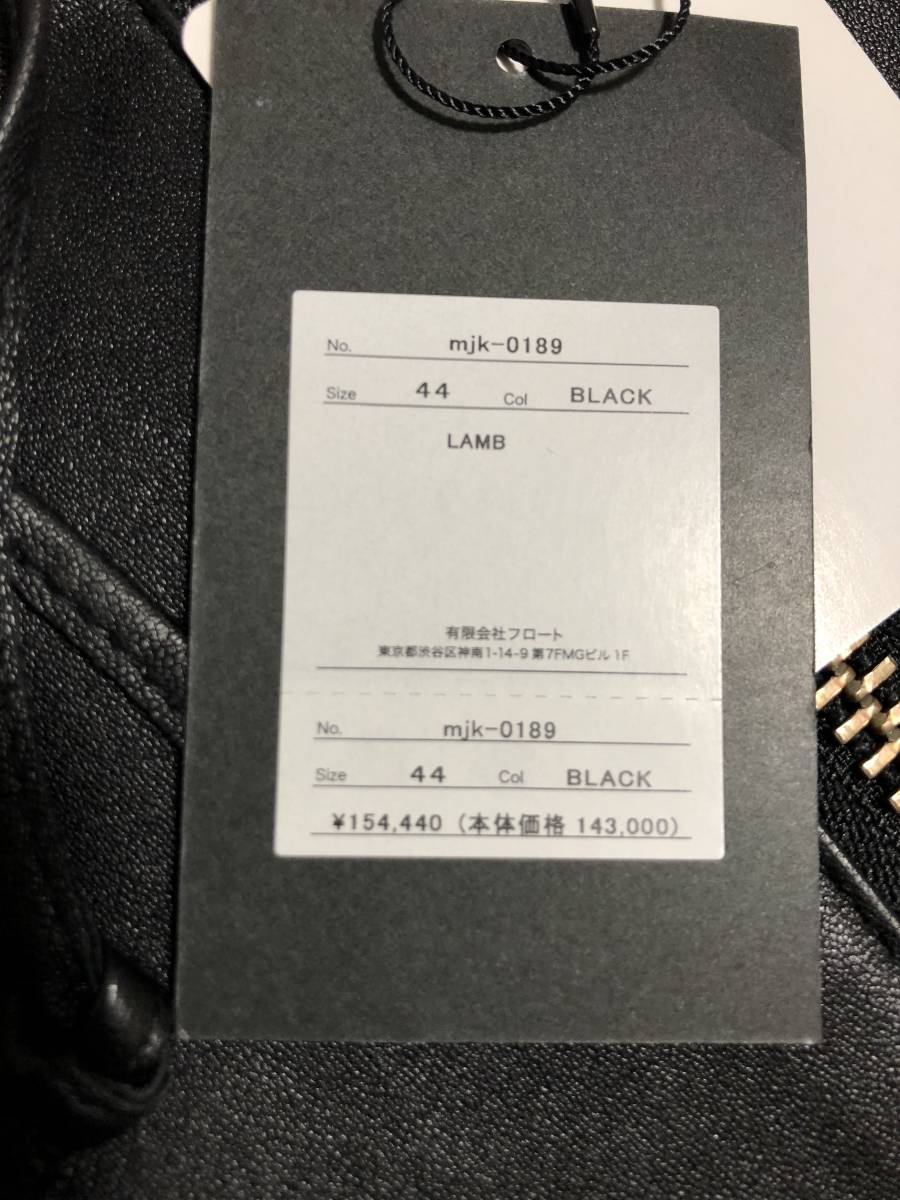 No. mjk-0189
Size 44 Col BLACK
LAMB
有限会社フロート
東京都渋谷区神南1-14-9 第7FMGビル 1F
No. mjk-0189
Size 44 Col BLACK
¥154,440 (本体価格 143,000)